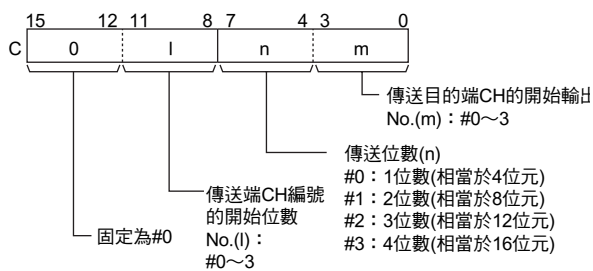 15 12 11 8 7 4 3 0
C 0 l n m
傳送目的端CH的開始輸出
No.(m)：#0～3
傳送位數(n)
#0：1位數(相當於4位元)
#1：2位數(相當於8位元)
#2：3位數(相當於12位元)
#3：4位數(相當於16位元)
傳送端CH編號
的開始位數
No.(l)：
#0～3
固定為#0